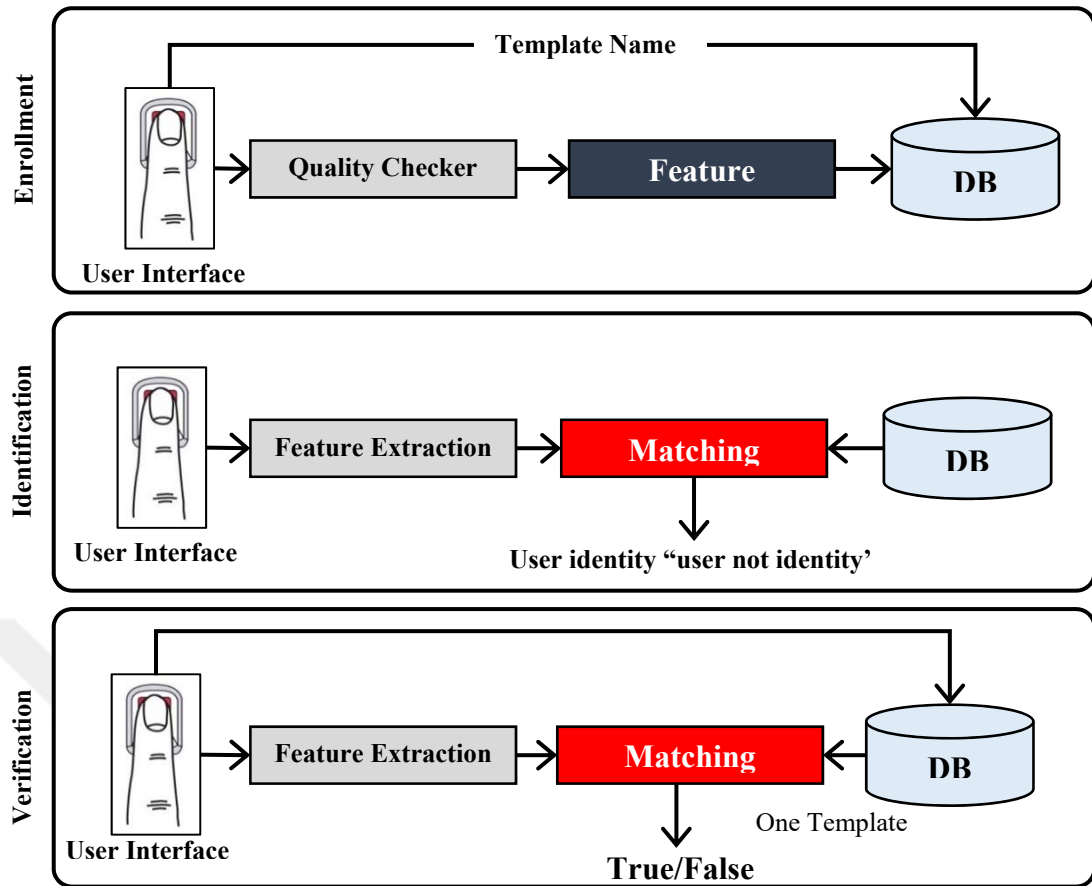 Enrollment
Template Name
Quality Checker
Feature
DB
User Interface
Identification
Feature Extraction
Matching
DB
User Interface
User identity “user not identity’
Verification
Feature Extraction
Matching
DB
One Template
User Interface
True/False